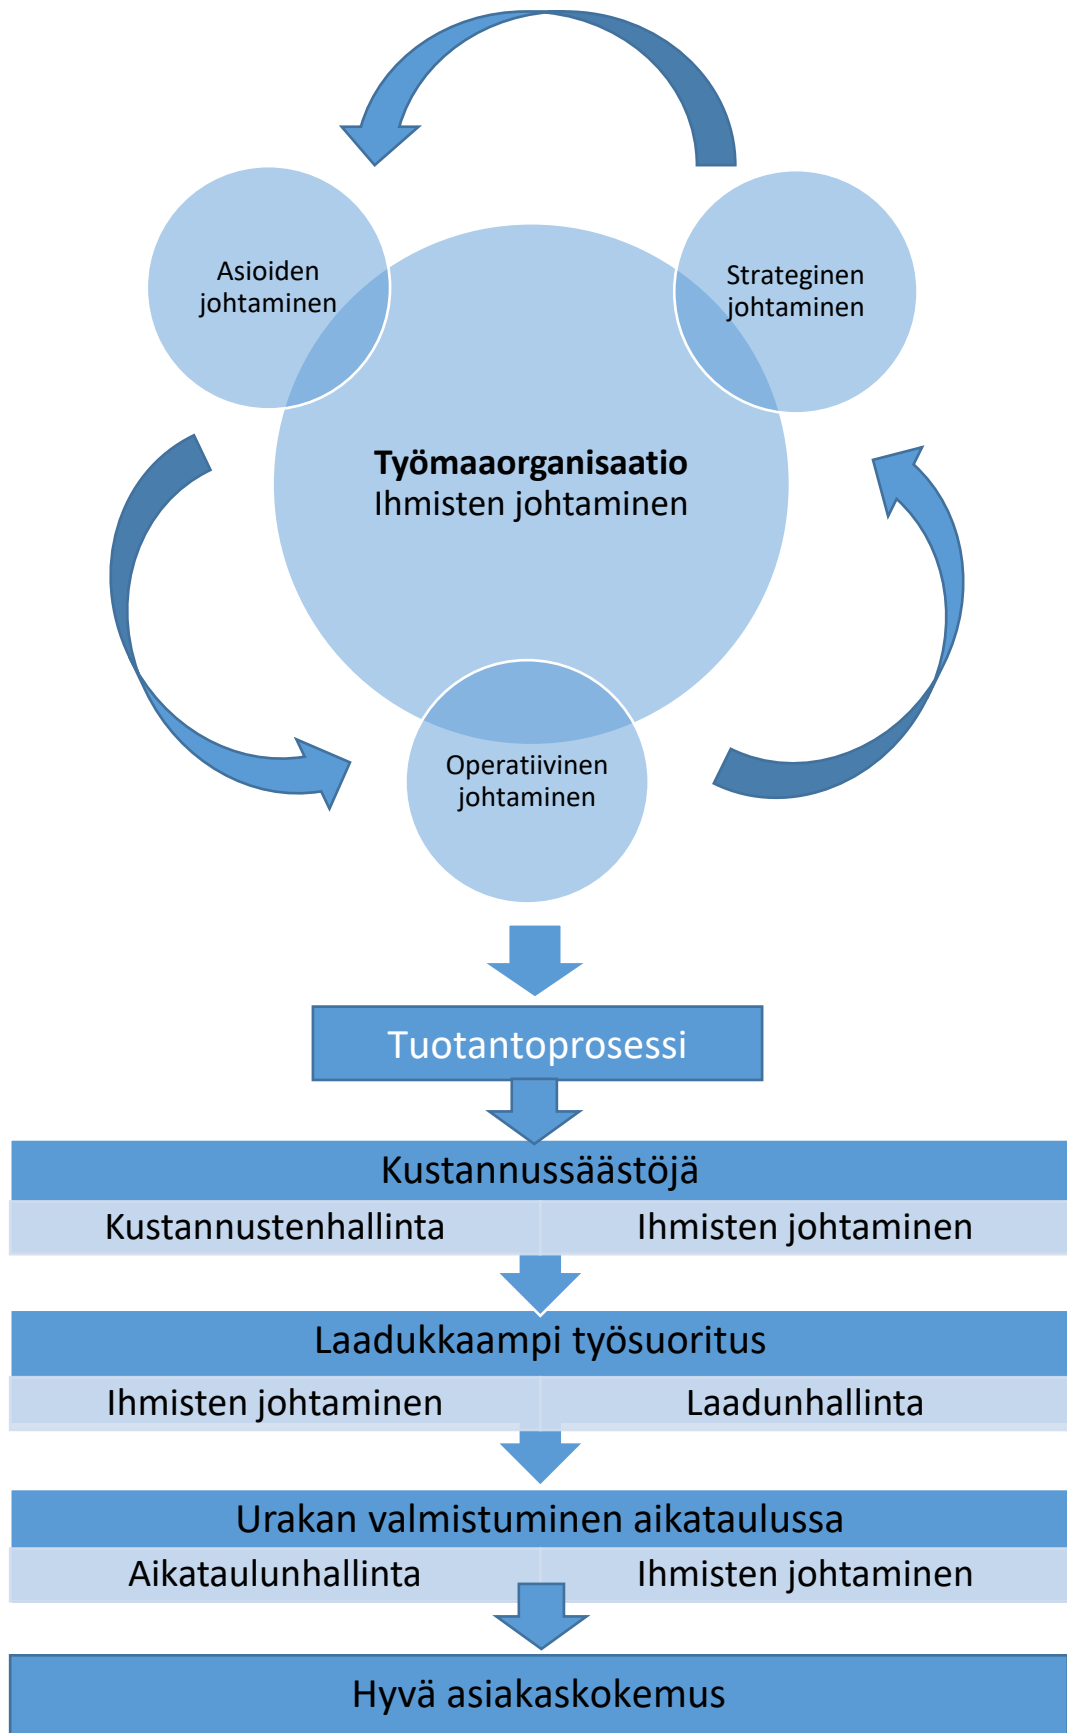 Asioiden
johtaminen
Strateginen
johtaminen
Työmaaorganisaatio
Ihmisten johtaminen
Operatiivinen
johtaminen
Tuotantoprosessi
Kustannussäästöjä
Kustannustenhallinta
Ihmisten johtaminen
Laadukkaampi työsuoritus
Ihmisten johtaminen
Laadunhallinta
Urakan valmistuminen aikataulussa
Aikataulunhallinta
Ihmisten johtaminen
Hyvä asiakaskokemus